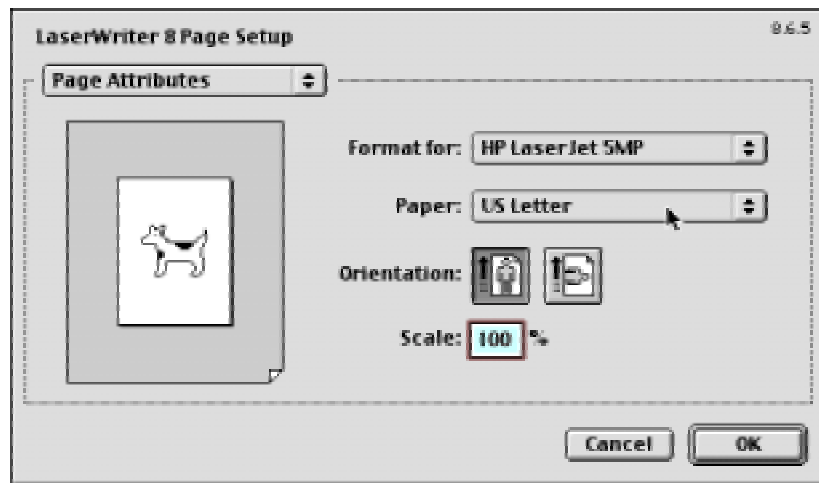 LaserWriter 8 Page Setup
8.6.5
Page Attributes
Format for: HP LaserJet 5MP
Paper: US Letter
Orientation:
Scale: 100 %
Cancel
OK